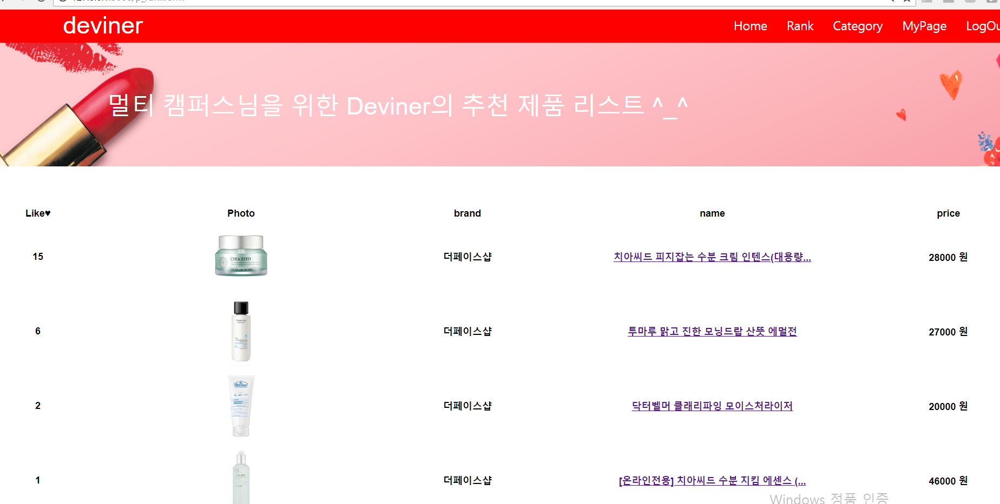 deviner
Home Rank Category MyPage LogOu
멀티 캠퍼스님을 위한 Deviner의 추천 제품 리스트 ^_^
Like♥ Photo brand name price
15 CHIA SEED 더페이스샵 치아씨드 피지잡는 수분 크림 인텐스(대용량... 28000 원
6 더페이스샵 투마루 맑고 진한 모닝드랍 산뜻 에멀전 27000 원
2 더페이스샵 닥터벨머 클래리파잉 모이스처라이저 20000 원
1 CHIA SEED 더페이스샵 [온라인전용] 치아씨드 수분 지킴 에센스 (... 46000 원
Windows 정품 인증